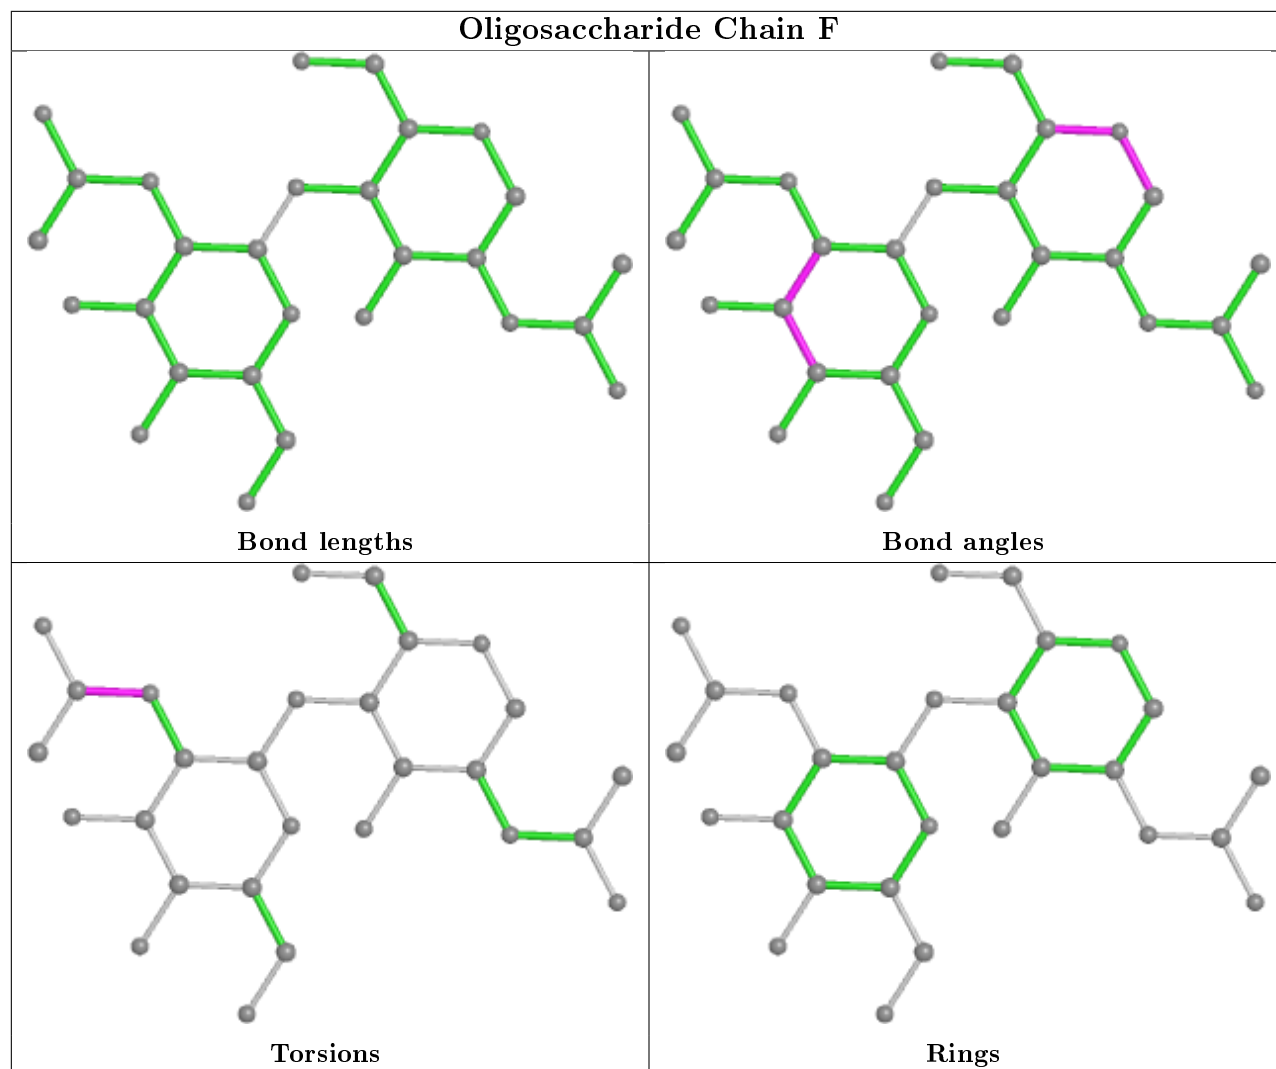 Oligosaccharide Chain F
Bond lengths
Bond angles
Torsions
Rings